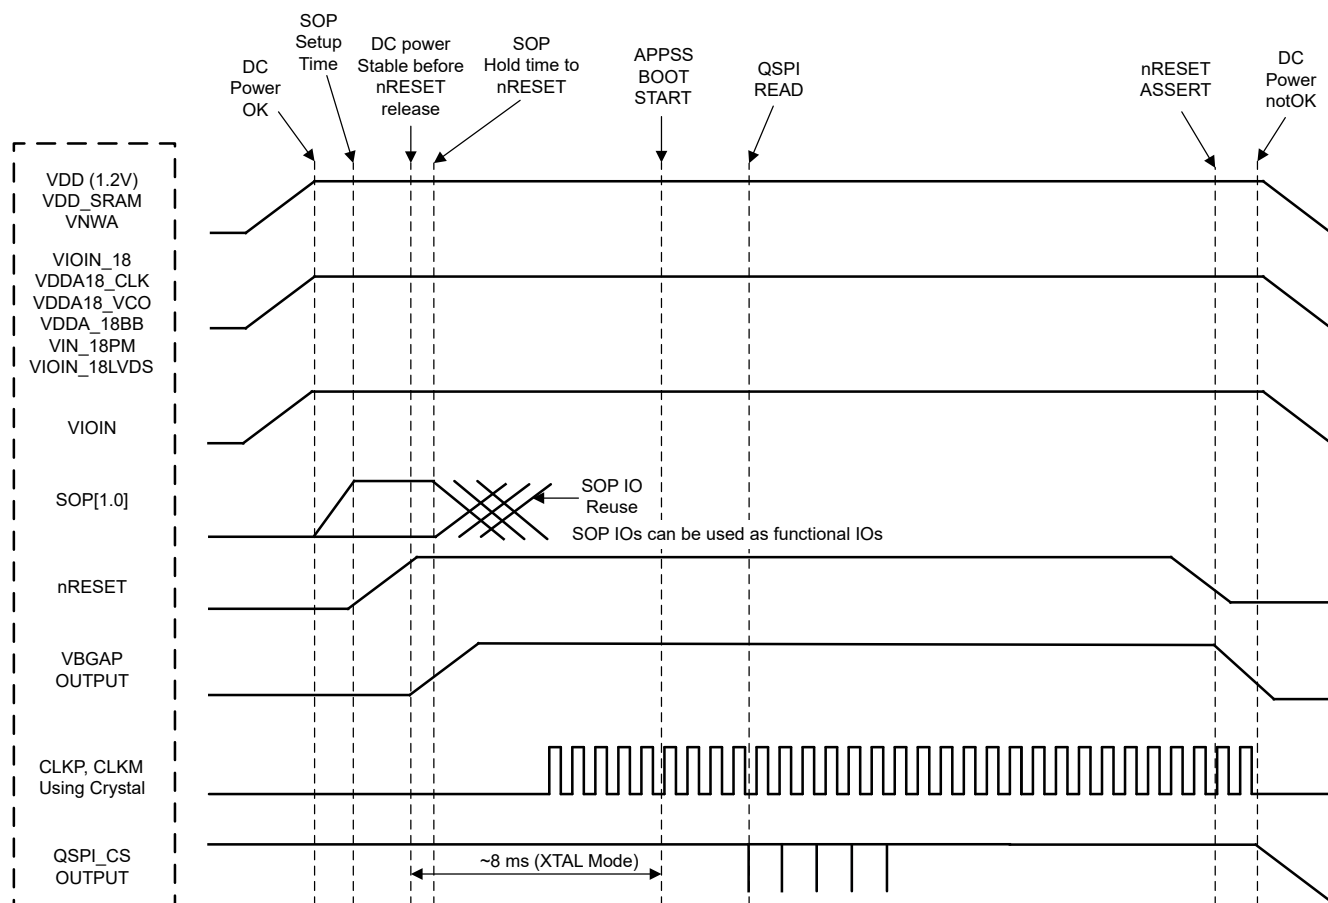 SOP
Setup
Time
DC
Power
OK
DC power
Stable before
nRESET
release
SOP
Hold time to
nRESET
APPSS
BOOT
START
QSPI
READ
nRESET
ASSERT
DC
Power
notOK
VDD (1.2V)
VDD_SRAM
VNWA
VIOIN_18
VDDA18_CLK
VDDA18_VCO
VDDA_18BB
VIN_18PM
VIOIN_18LVDS
VIOIN
SOP[1.0]
SOP IO
Reuse
SOP IOs can be used as functional IOs
nRESET
VBGAP
OUTPUT
CLKP, CLKM
Using Crystal
QSPI_CS
OUTPUT
~8 ms (XTAL Mode)